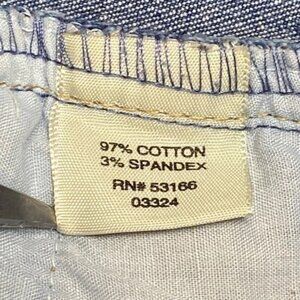 97% COTTON
3% SPANDEX
RN# 53166
03324